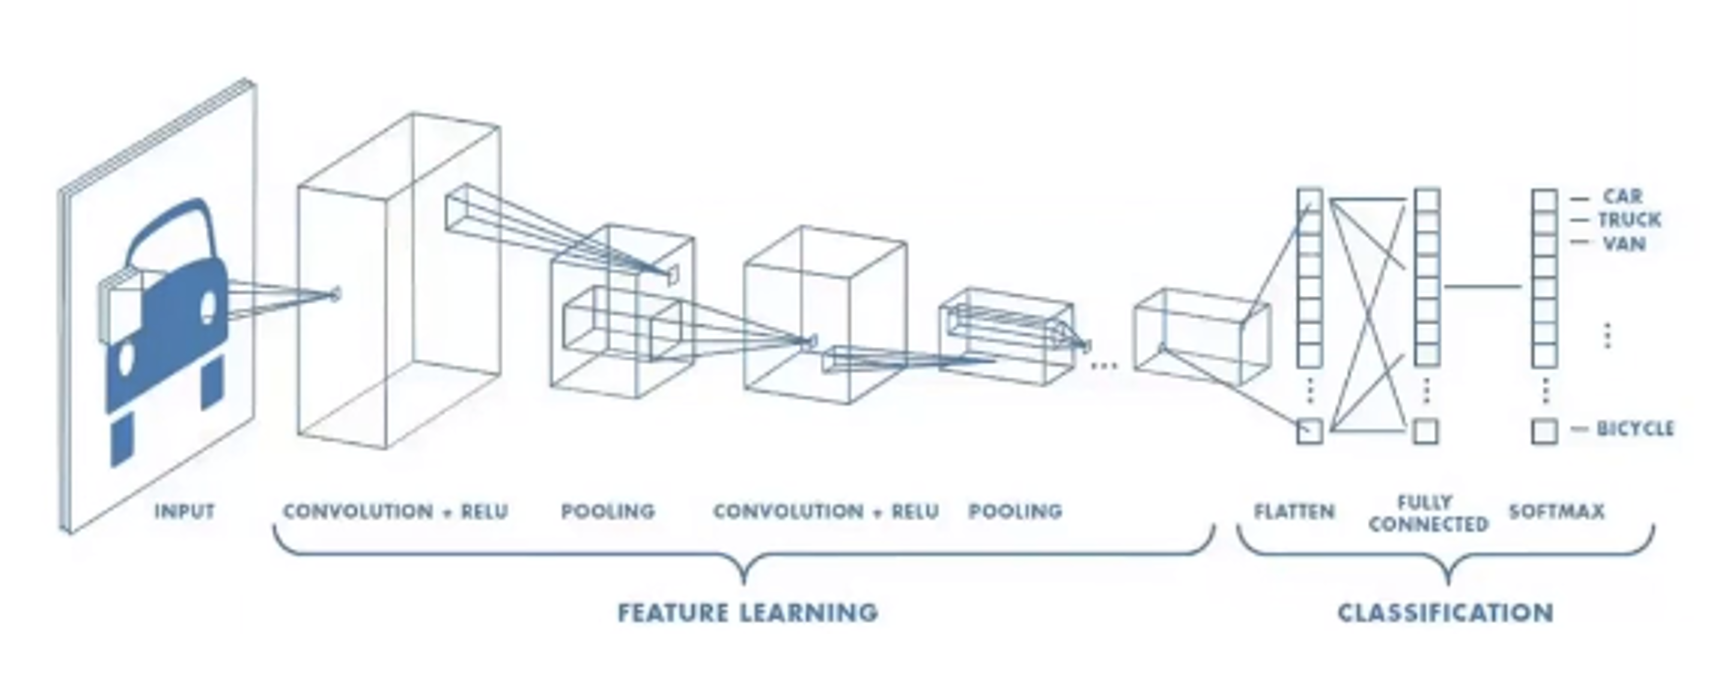 CAR
TRUCK
VAN
BICYCLE
INPUT
CONVOLUTION + RELU
POOLING
CONVOLUTION + RELU
POOLING
FLATTEN
FULLY
CONNECTED
SOFTMAX
FEATURE LEARNING
CLASSIFICATION